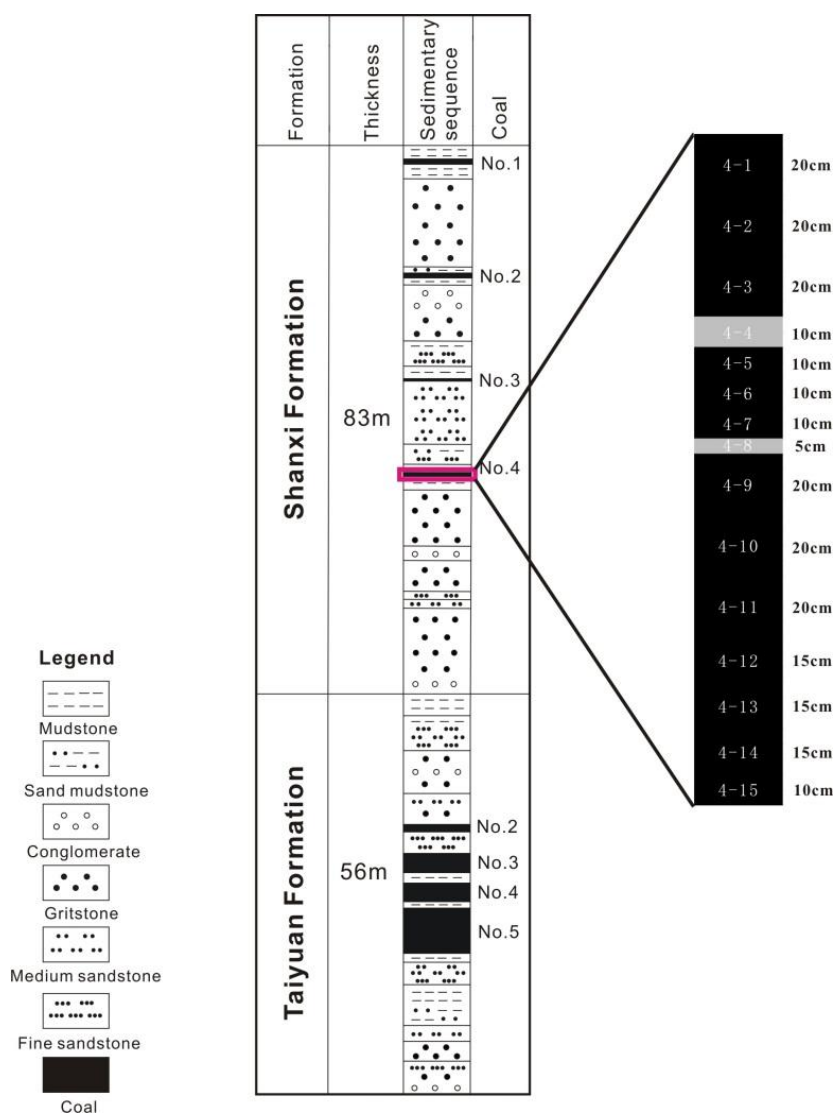 Formation
Thickness
Sedimentary
sequence
Coal
Shanxi Formation
83m
No.1
No.2
No.3
No.4
Taiyuan Formation
56m
No.2
No.3
No.4
No.5
4-1 20cm
4-2 20cm
4-3 20cm
4-4 10cm
4-5 10cm
4-6 10cm
4-7 10cm
4-8 5cm
4-9 20cm
4-10 20cm
4-11 20cm
4-12 15cm
4-13 15cm
4-14 15cm
4-15 10cm
Legend
Mudstone
Sand mudstone
Conglomerate
Gritstone
Medium sandstone
Fine sandstone
Coal